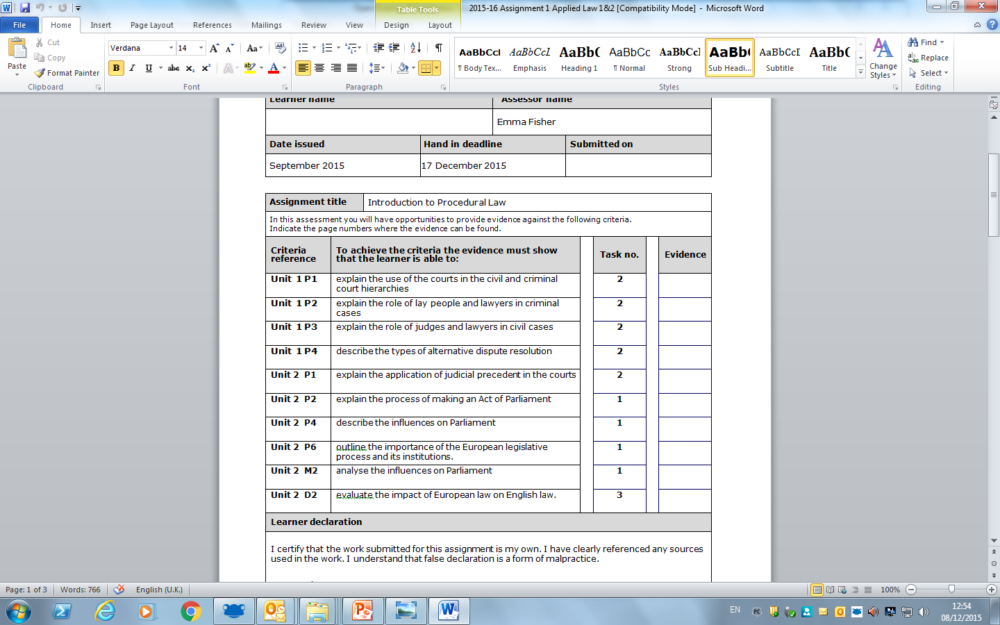 Table Tools
2015-16 Assignment 1 Applied Law 1&2 [Compatibility Mode] - Microsoft Word
File Home Insert Page Layout References Mailings Review View Design Layout
Paste
Cut
Copy
Format Painter
Clipboard
Verdana 14
Font
Paragraph
AaBbCcI AaBbCcL AaBb( AaBbCc AaBbCcl AaBb( AaBbCcD AaBb(
¶ Body Tex... Emphasis Heading 1 ¶ Normal Strong Sub Headi... Subtitle Title
Styles
Change Styles
Find
Replace
Select
Editing
Learner name Assessor name
Emma Fisher
Date issued Hand in deadline Submitted on
September 2015 17 December 2015
Assignment title Introduction to Procedural Law
In this assessment you will have opportunities to provide evidence against the following criteria.
Indicate the page numbers where the evidence can be found.
Criteria reference To achieve the criteria the evidence must show that the learner is able to: Task no. Evidence
Unit 1 P1 explain the use of the courts in the civil and criminal court hierarchies 2
Unit 1 P2 explain the role of lay people and lawyers in criminal cases 2
Unit 1 P3 explain the role of judges and lawyers in civil cases 2
Unit 1 P4 describe the types of alternative dispute resolution 2
Unit 2 P1 explain the application of judicial precedent in the courts 2
Unit 2 P2 explain the process of making an Act of Parliament 1
Unit 2 P4 describe the influences on Parliament 1
Unit 2 P6 outline the importance of the European legislative process and its institutions. 1
Unit 2 M2 analyse the influences on Parliament 1
Unit 2 D2 evaluate the impact of European law on English law. 3
Learner declaration
I certify that the work submitted for this assignment is my own. I have clearly referenced any sources
used in the work. I understand that false declaration is a form of malpractice.
Page: 1 of 3 Words: 766 English (U.K.) 100%
EN
12:54
08/12/2015